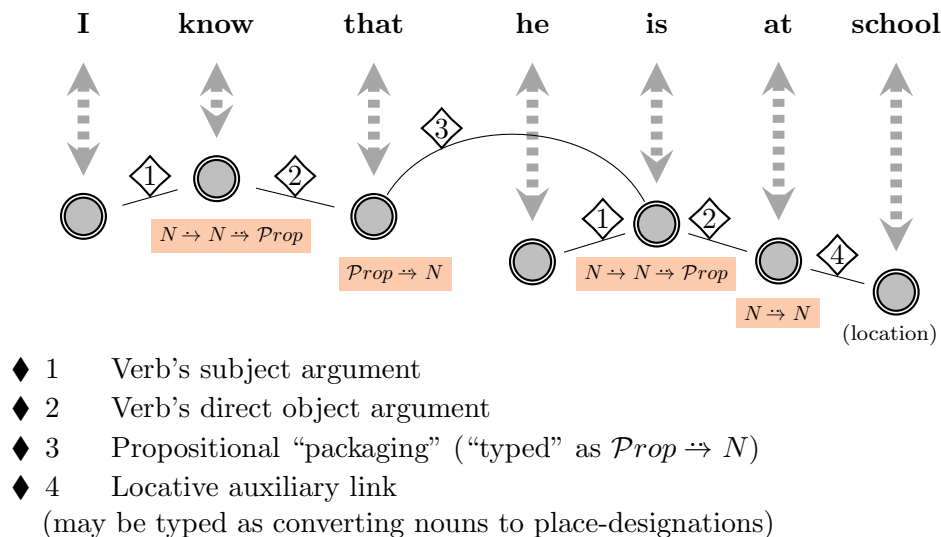 I know that he is at school
1 2 3 1 2 4
N ⇢ N ⇢ Prop
Prop ⇢ N
N ⇢ N ⇢ Prop
N ⇢ N
(location)
♦ 1 Verb's subject argument
♦ 2 Verb's direct object argument
♦ 3 Propositional “packaging” (“typed” as Prop ⇢ N)
♦ 4 Locative auxiliary link
(may be typed as converting nouns to place-designations)